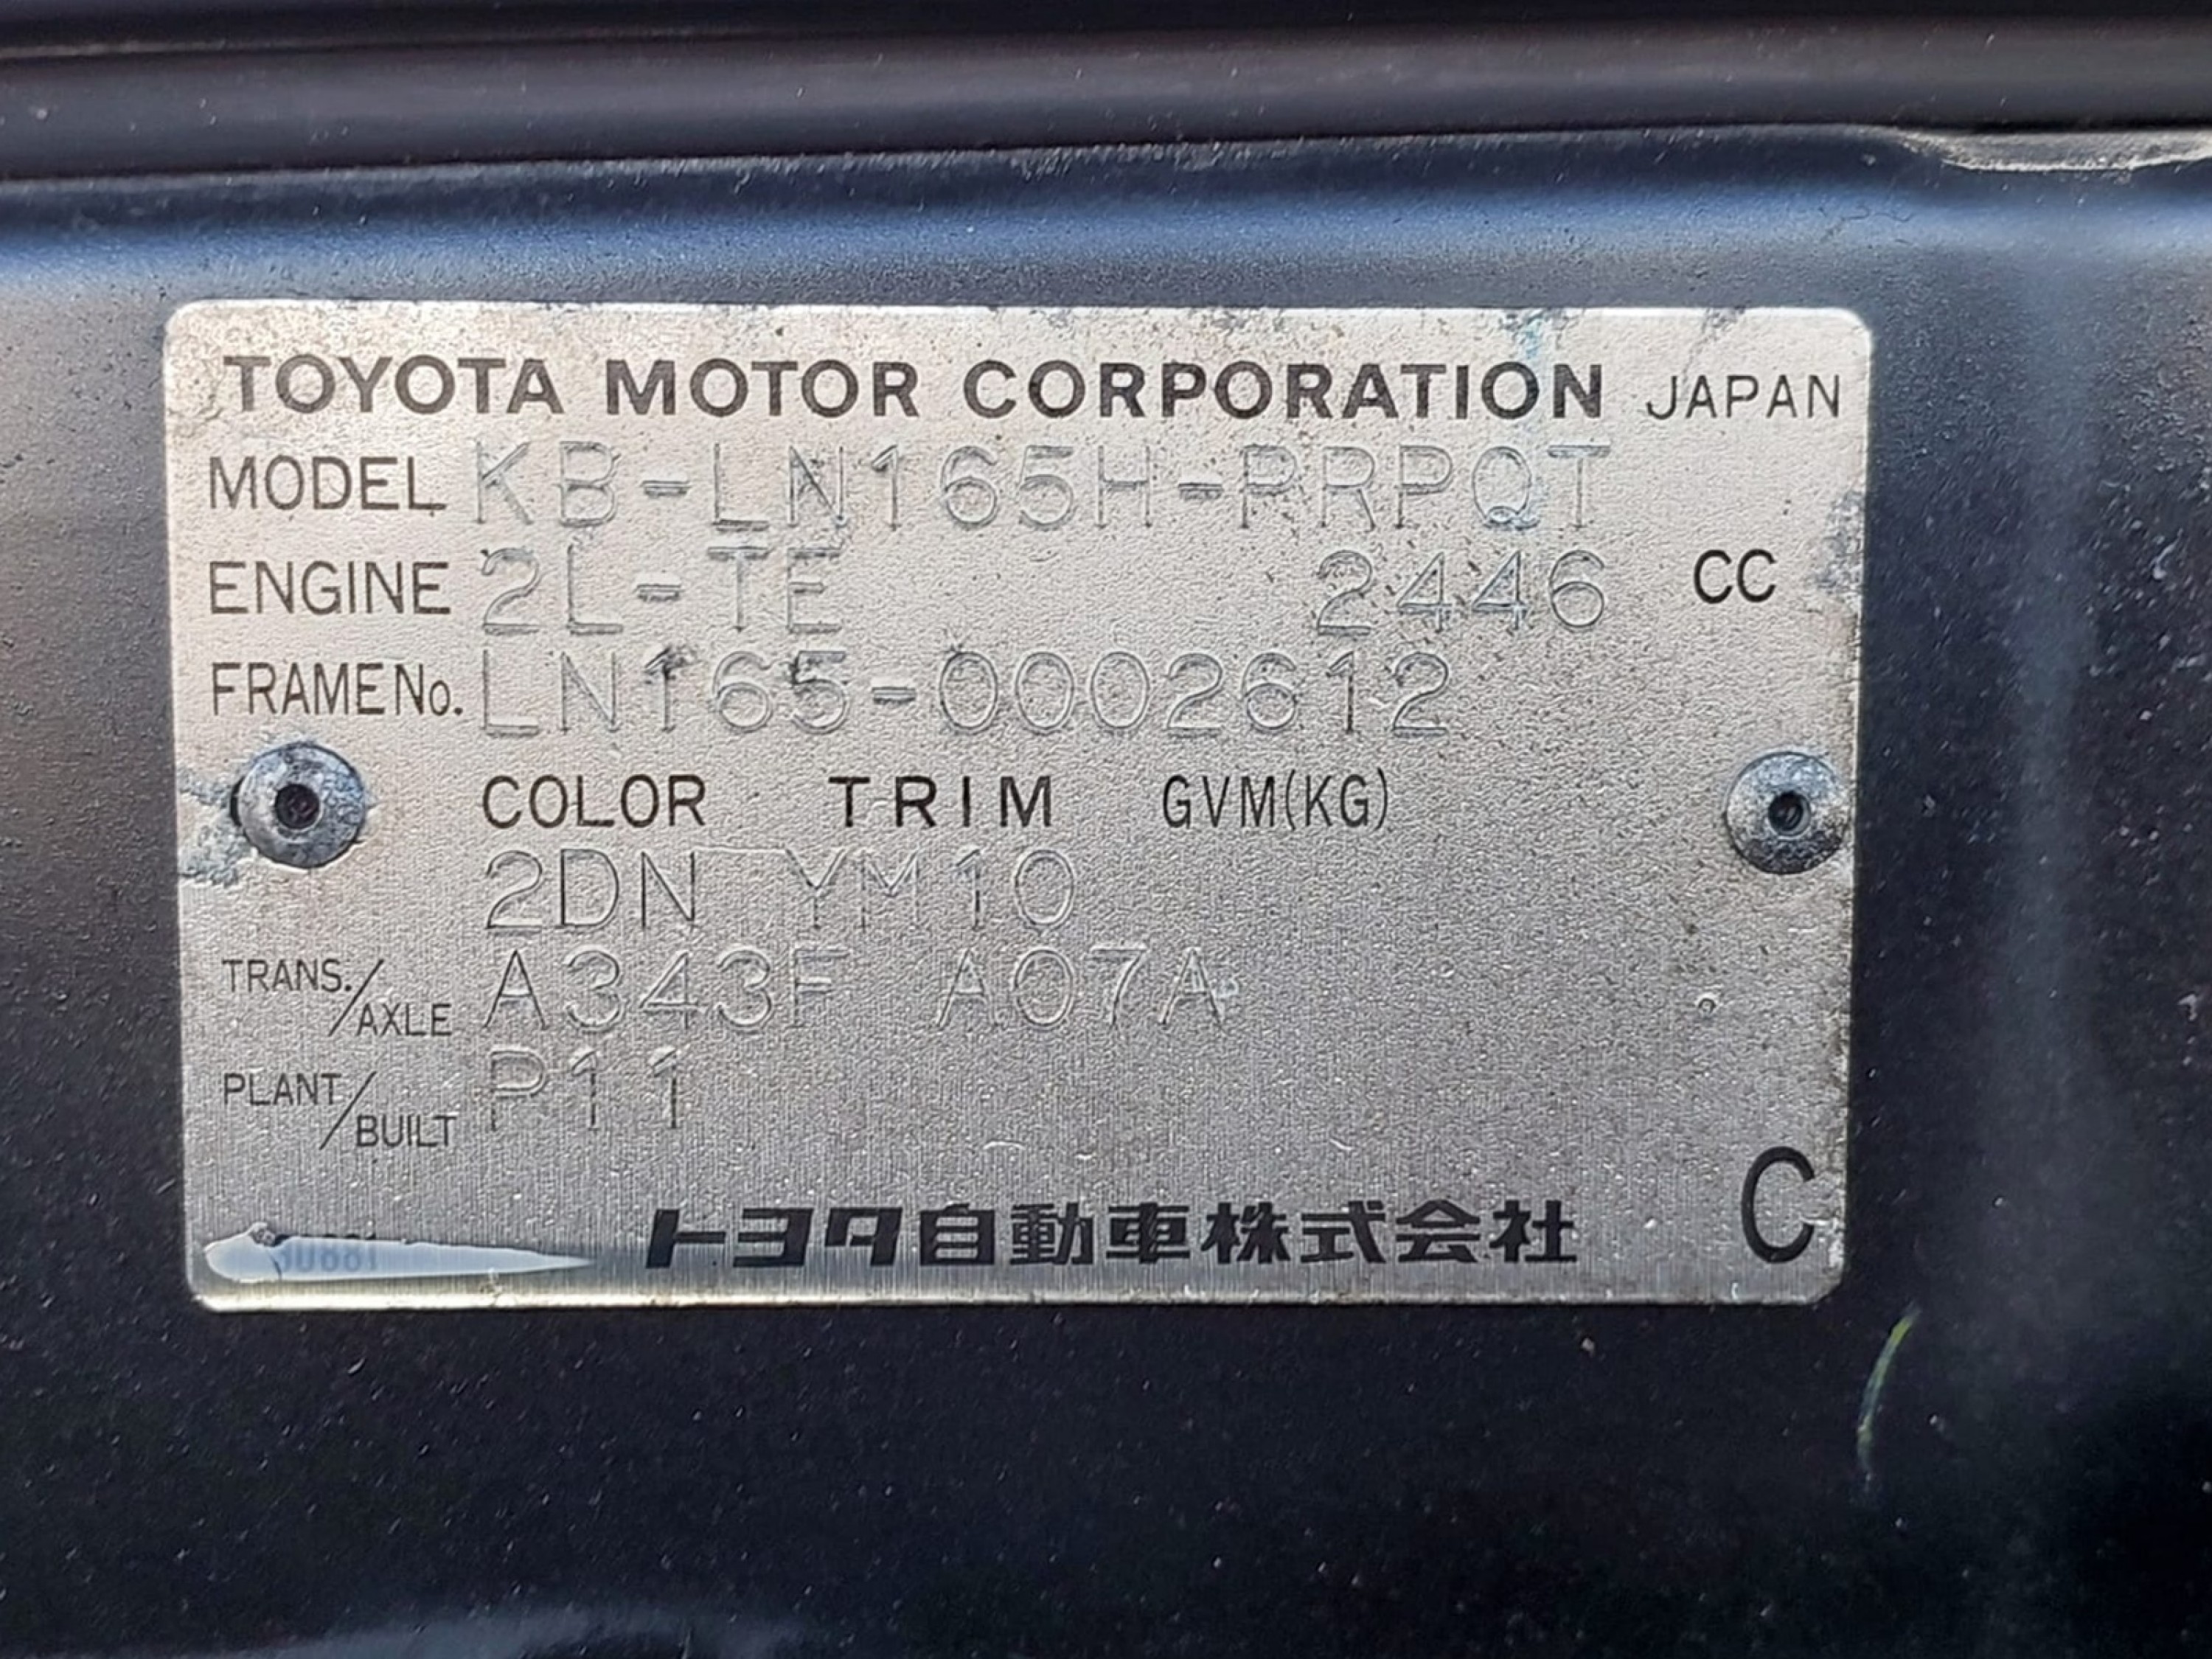 TOYOTA MOTOR CORPORATION JAPAN
MODEL KB-LN165H-PRPQT
ENGINE 2L-TE 2446 CC
FRAME No. LN165-0002612
COLOR TRIM GVM(KG)
2DN YM10
TRANS./AXLE A343F A07A
PLANT/BUILT P11
トヨタ自動車株式会社 C